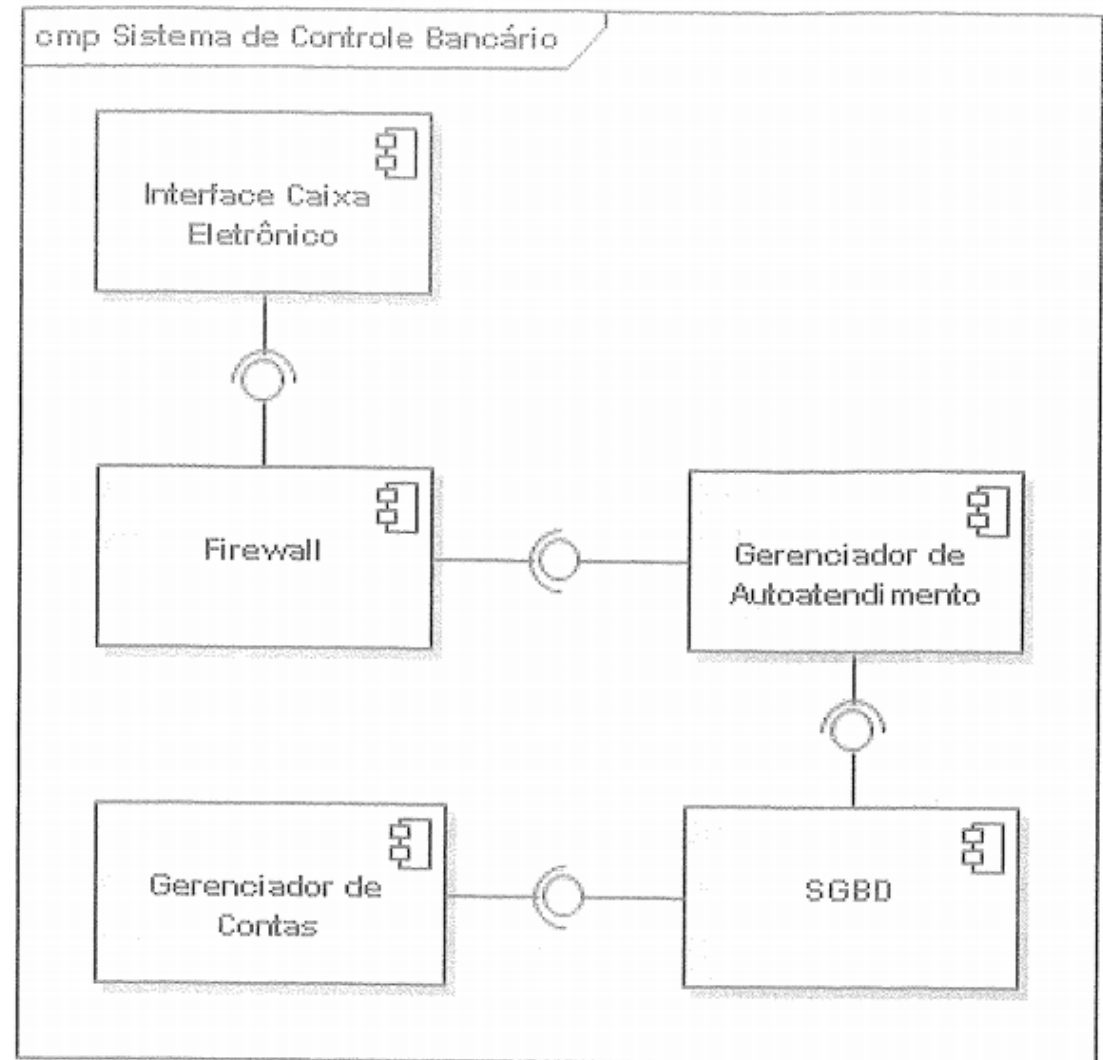 cmp Sistema de Controle Bancário
Interface Caixa
Eletrônico
Firewall
Gerenciador de
Autoatendimento
Gerenciador de
Contas
SGBD